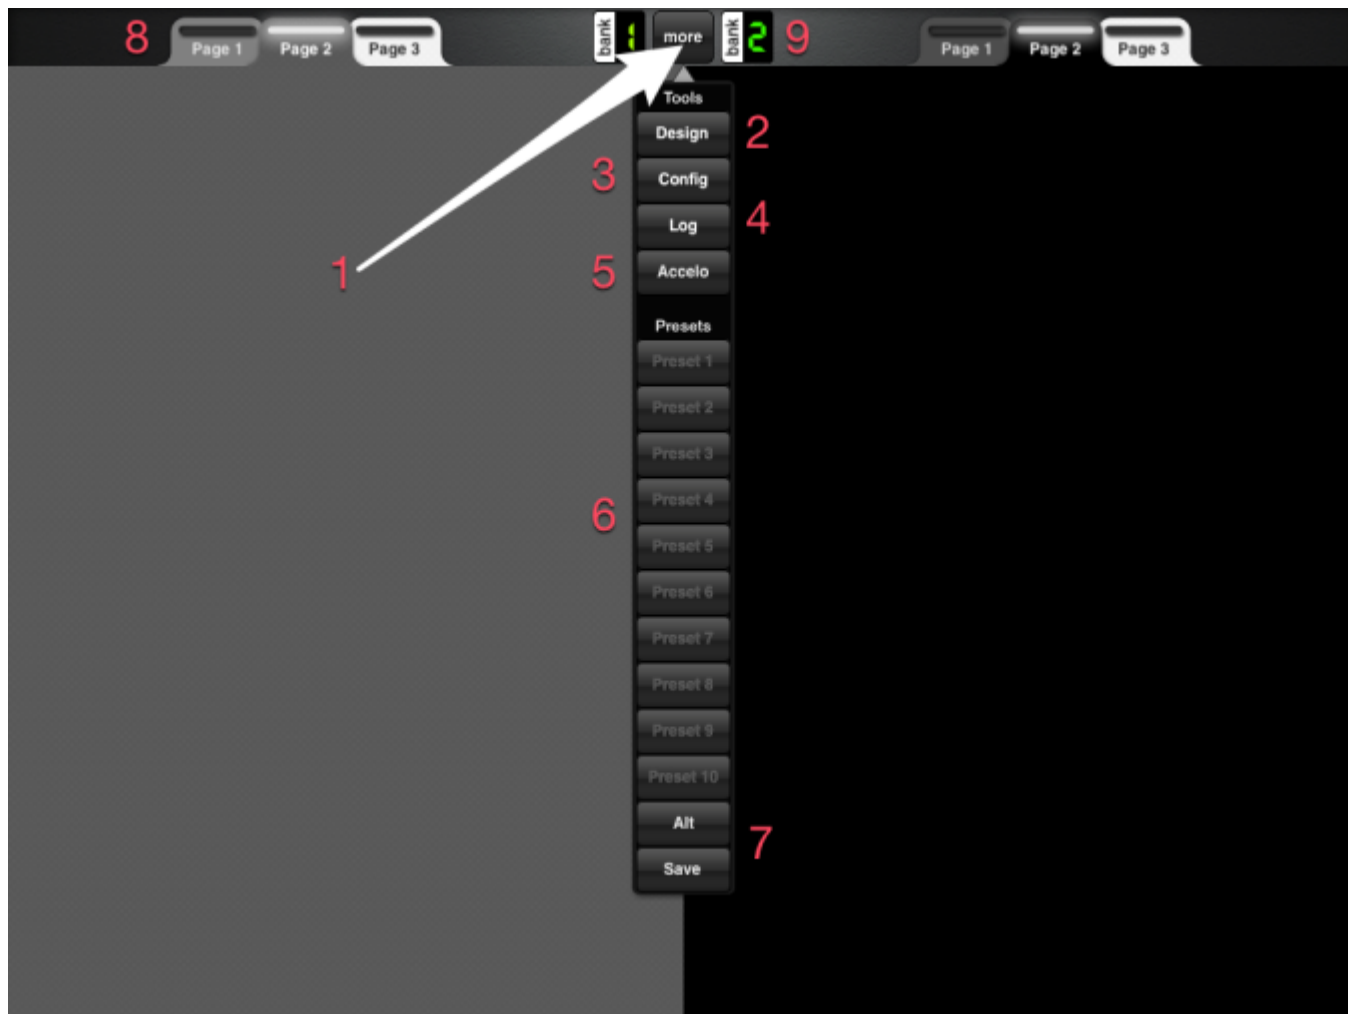 8 Page 1 Page 2 Page 3 bank 1 more bank 2 9 Page 1 Page 2 Page 3
Tools
Design 2
3 Config
Log 4
1 5 Accelo
Presets
Preset 1
Preset 2
Preset 3
Preset 4
6
Preset 5
Preset 6
Preset 7
Preset 8
Preset 9
Preset 10
Alt
7
Save